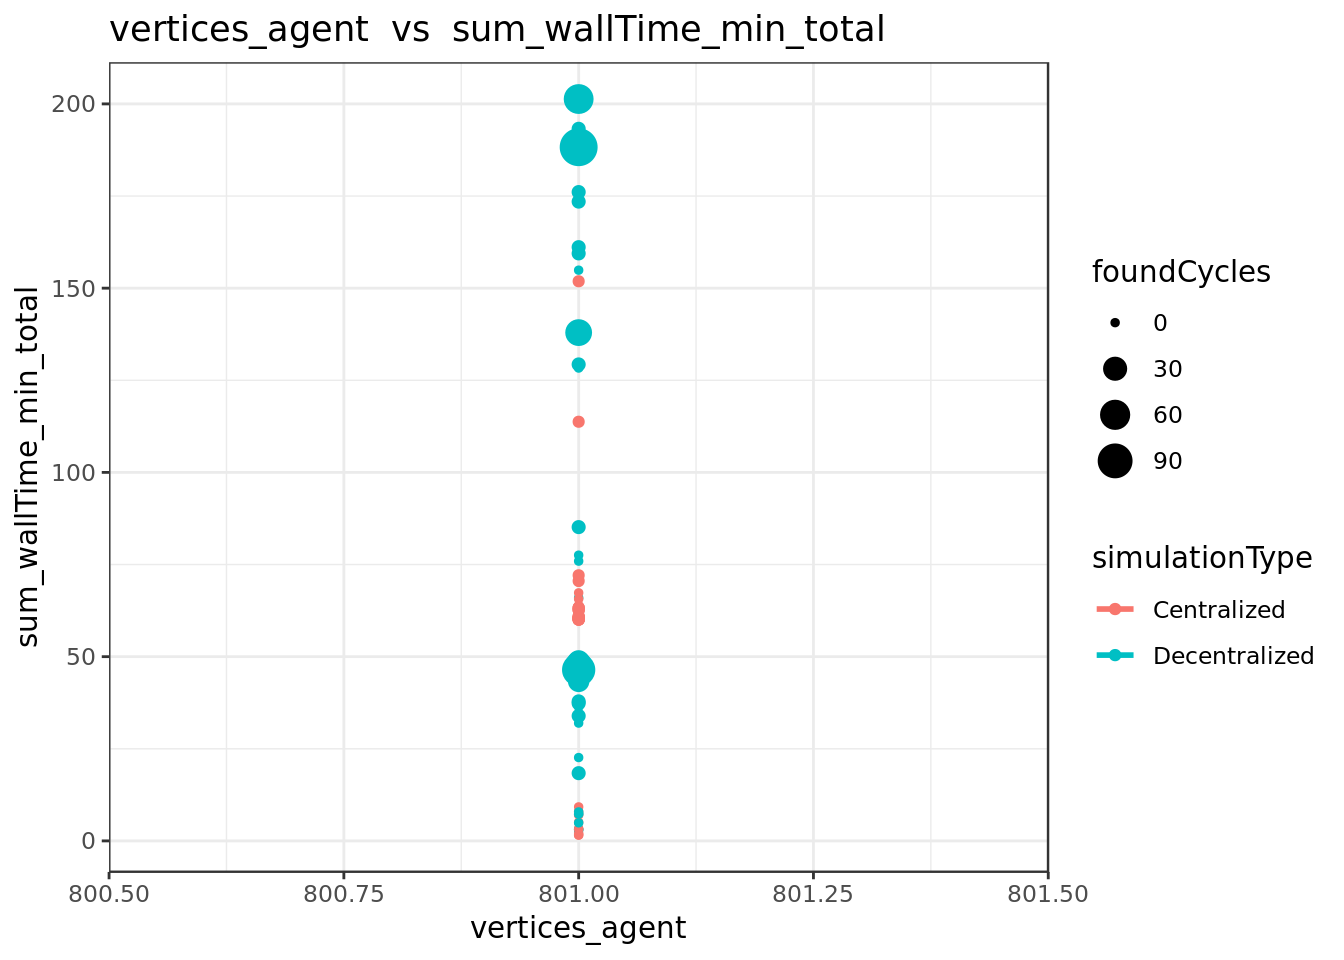 vertices_agent  vs  sum_wallTime_min_total
sum_wallTime_min_total
200
150
100
50
0
800.50
800.75
801.00
801.25
801.50
vertices_agent
foundCycles
0
30
60
90
simulationType
Centralized
Decentralized